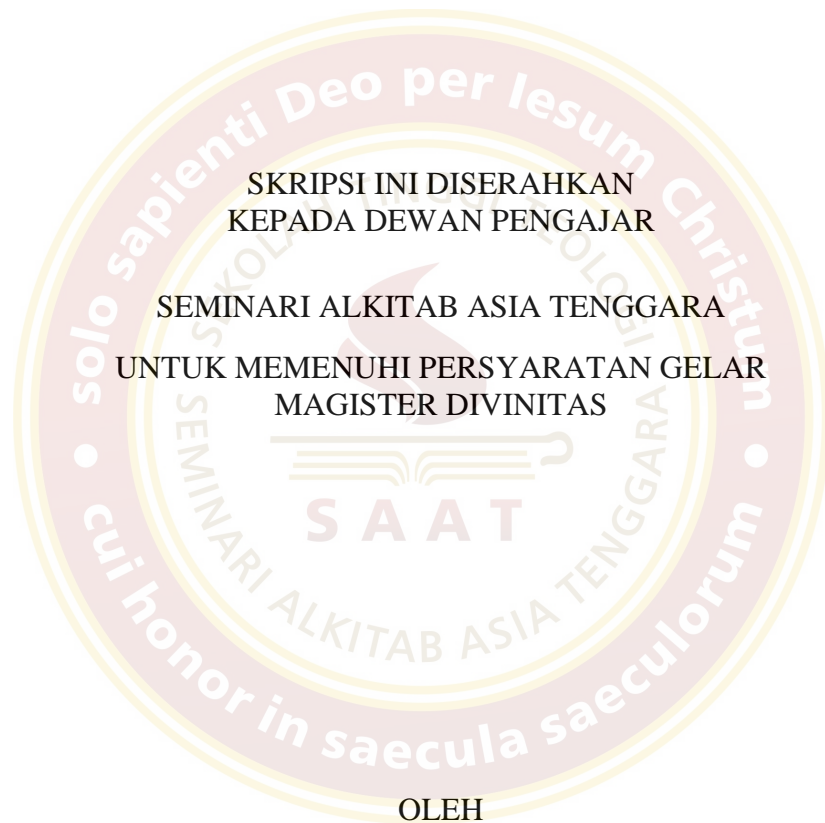 SKRIPSI INI DISERAHKAN
KEPADA DEWAN PENGAJAR
SEMINARI ALKITAB ASIA TENGGARA
UNTUK MEMENUHI PERSYARATAN GELAR
MAGISTER DIVINITAS
OLEH
solo sapienti Deo per Iesum Christum
cui honor in saecula saeculorum
SEKOLAH TINGGI TEOLOGI
SEMINARI ALKITAB ASIA TENGGARA
SAAT